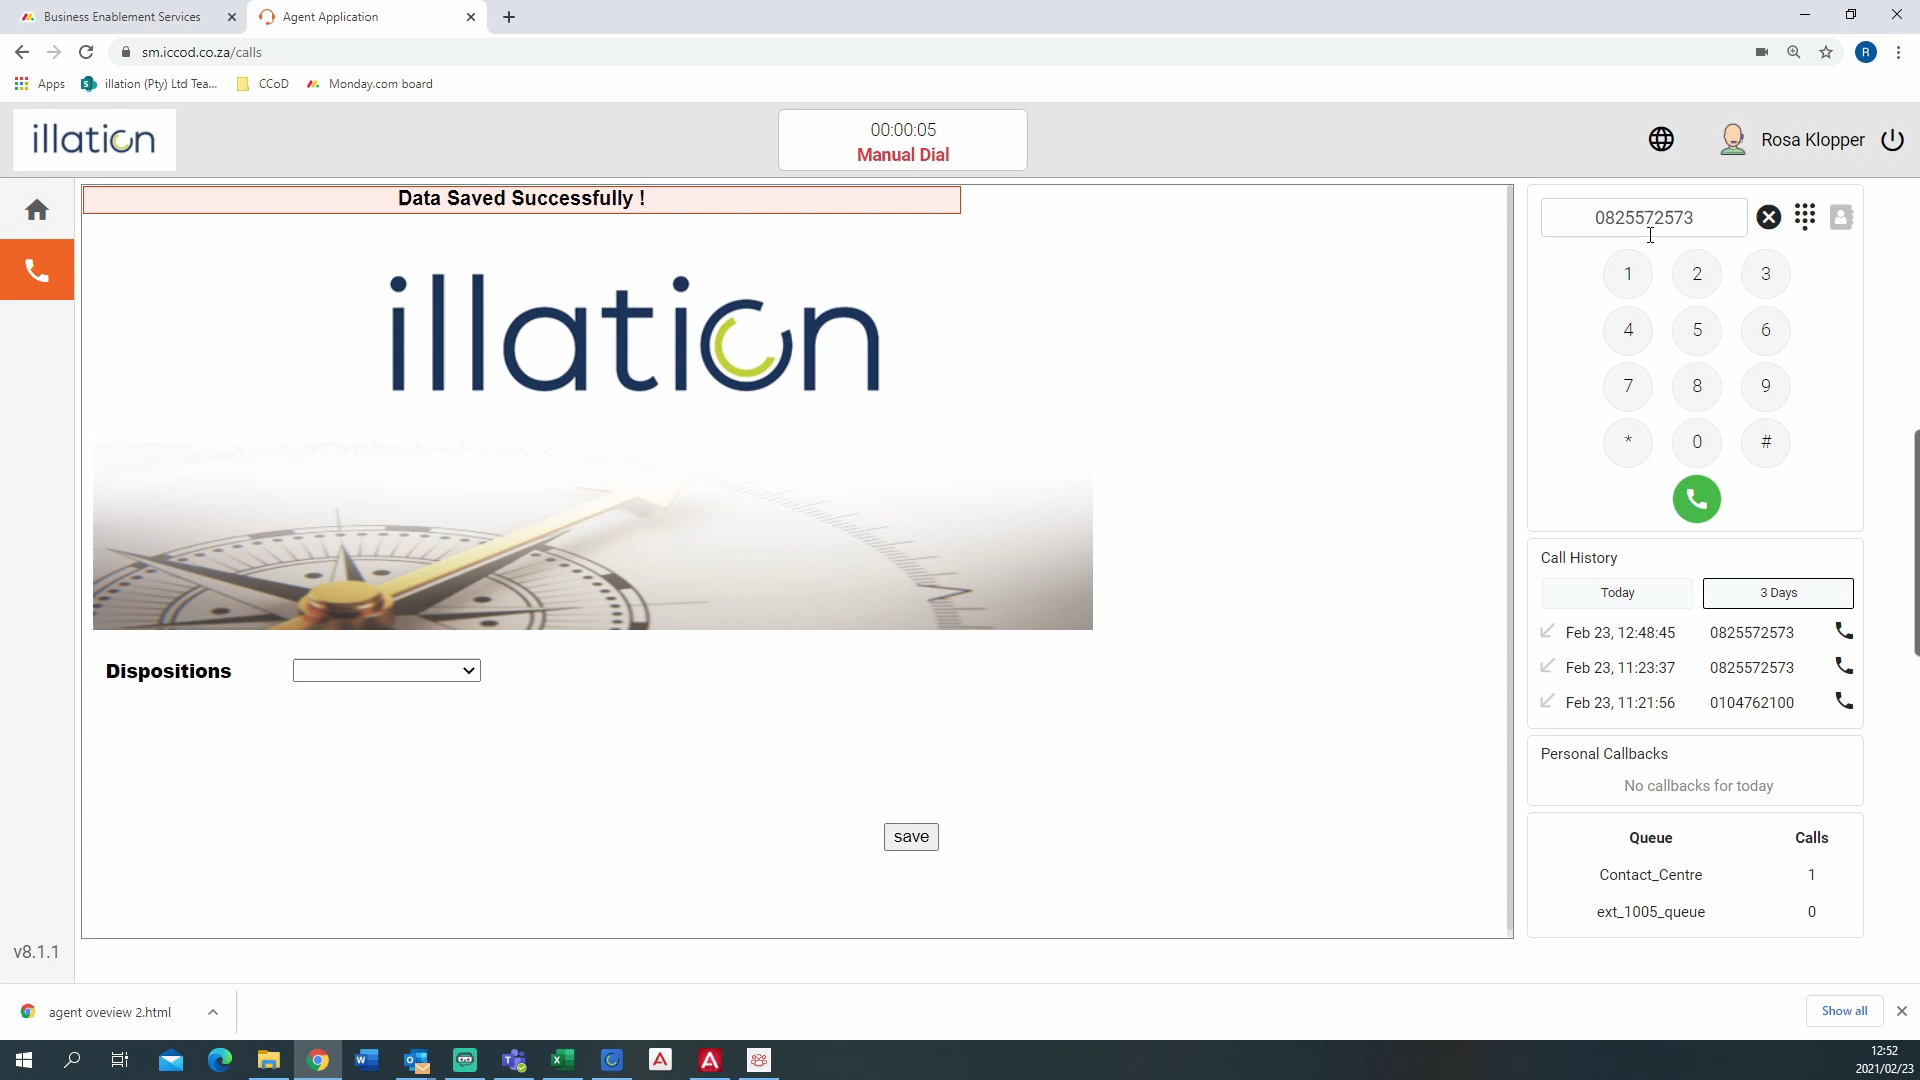 Business Enablement Services
Agent Application
sm.iccod.co.za/calls
R
Apps
illation (Pty) Ltd Tea...
CCoD
Monday.com board
illation
00:00:05
Manual Dial
Rosa Klopper
Data Saved Successfully !
illation
Dispositions
save
v8.1.1
0825572573
1 2 3
4 5 6
7 8 9
* 0 #
Call History
Today 3 Days
Feb 23, 12:48:45 0825572573
Feb 23, 11:23:37 0825572573
Feb 23, 11:21:56 0104762100
Personal Callbacks
No callbacks for today
Queue Calls
Contact_Centre 1
ext_1005_queue 0
agent oveview 2.html
Show all
12:52
2021/02/23